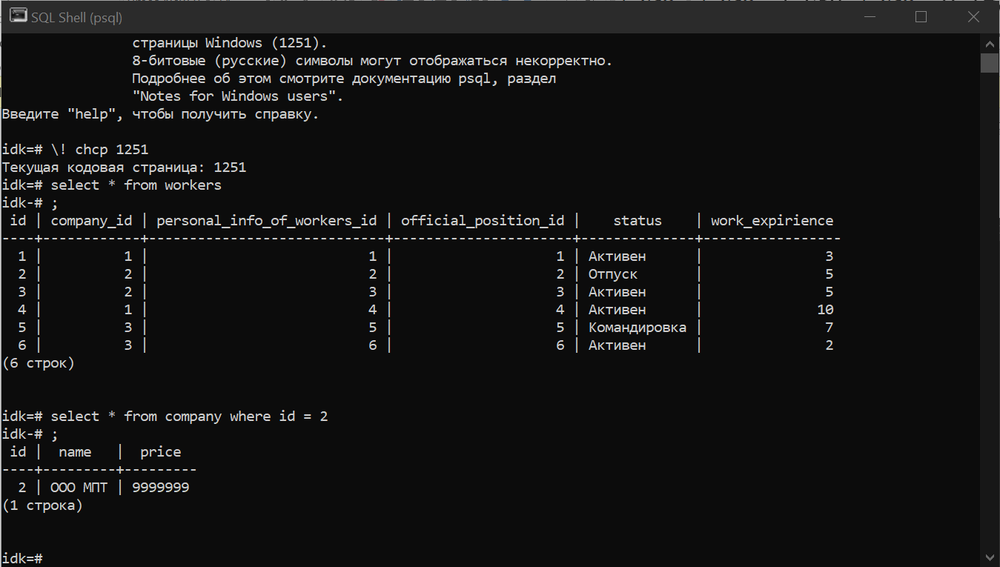 SQL Shell (psql)
страницы Windows (1251).
8-битовые (русские) символы могут отображаться некорректно.
Подробнее об этом смотрите документацию psql, раздел
"Notes for Windows users".
Введите "help", чтобы получить справку.
idk=# \! chcp 1251
Текущая кодовая страница: 1251
idk=# select * from workers
idk-# ;
id | company_id | personal_info_of_workers_id | official_position_id |    status    | work_expirience
----+------------+-----------------------------+----------------------+--------------+-----------------
  1 |          1 |                           1 |                    1 | Активен      |               3
  2 |          2 |                           2 |                    2 | Отпуск       |               5
  3 |          2 |                           3 |                    3 | Активен      |               5
  4 |          1 |                           4 |                    4 | Активен      |              10
  5 |          3 |                           5 |                    5 | Командировка |               7
  6 |          3 |                           6 |                    6 | Активен      |               2
(6 строк)
idk=# select * from company where id = 2
idk-# ;
 id |  name   |  price
----+---------+---------
  2 | ООО МПТ | 9999999
(1 строка)
idk=#